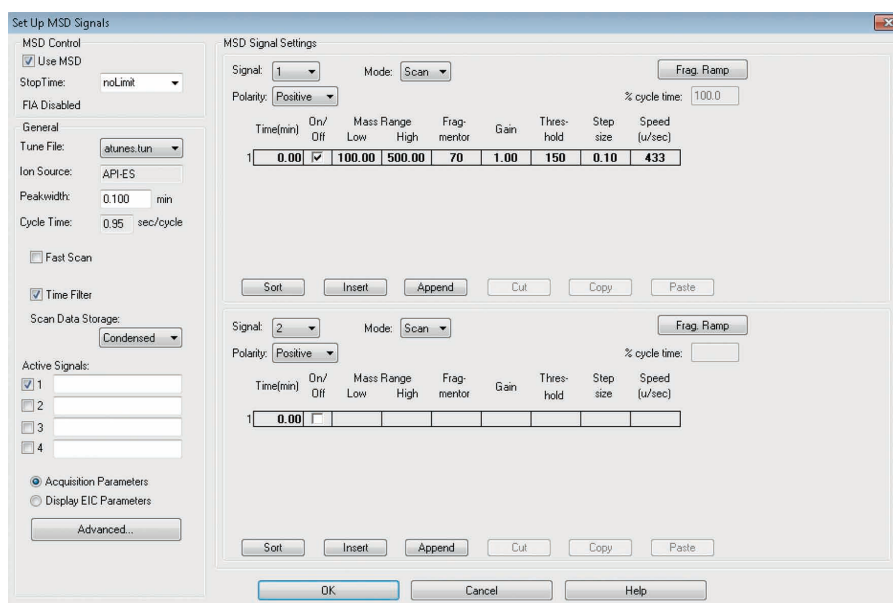 Set Up MSD Signals
MSD Control
Use MSD
StopTime: noLimit
FIA Disabled
General
Tune File: atunes.tun
Ion Source: API-ES
Peakwidth: 0.100 min
Cycle Time: 0.95 sec/cycle
Fast Scan
Time Filter
Scan Data Storage:
Condensed
Active Signals:
1
2
3
4
Acquisition Parameters
Display EIC Parameters
Advanced...
MSD Signal Settings
Signal: 1 Mode: Scan Frag. Ramp
Polarity: Positive % cycle time: 100.0
Time(min) On/ Mass Range Frag- Gain Thres- Step Speed
Off Low High mentor hold size (u/sec)
1 0.00 100.00 500.00 70 1.00 150 0.10 433
Sort Insert Append Cut Copy Paste
Signal: 2 Mode: Scan Frag. Ramp
Polarity: Positive % cycle time:
Time(min) On/ Mass Range Frag- Gain Thres- Step Speed
Off Low High mentor hold size (u/sec)
1 0.00
Sort Insert Append Cut Copy Paste
OK Cancel Help